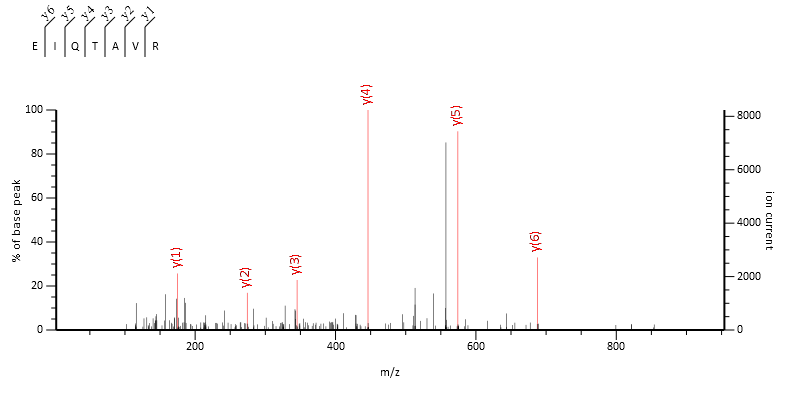 y6 y5 y4 y3 y2 y1
E I Q T A V R
y(4)
y(5)
y(6)
y(1)
y(2)
y(3)
100
80
60
40
20
0
% of base peak
8000
6000
4000
2000
0
ion current
200 400 600 800
m/z